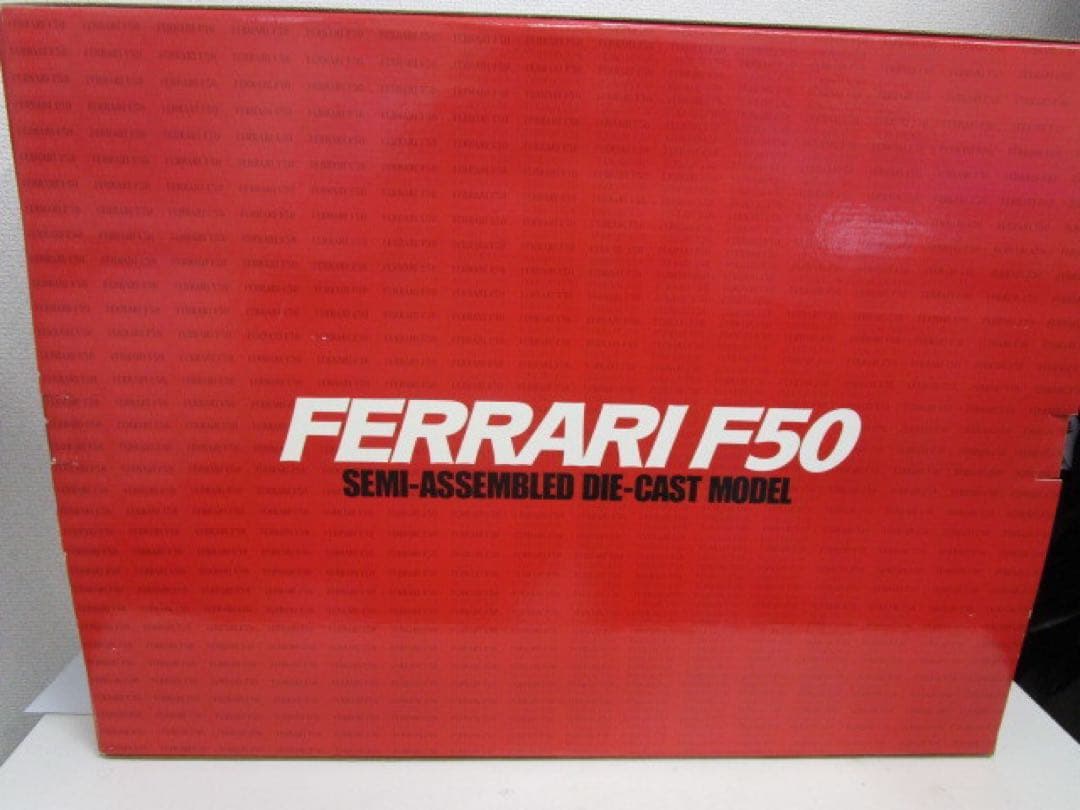 FERRARI F50
SEMI-ASSEMBLED DIE-CAST MODEL